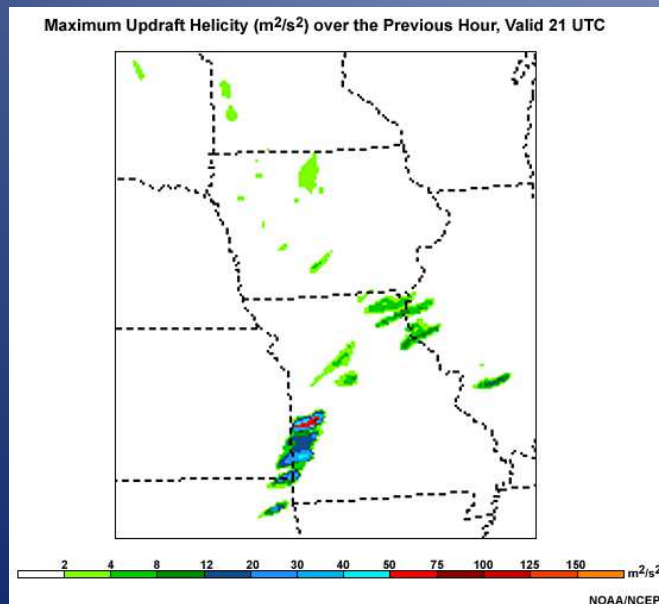 Maximum Updraft Helicity (m²/s²) over the Previous Hour, Valid 21 UTC
2 4 8 12 20 30 40 50 75 100 125 150 m²/s²
NOAA/NCEP